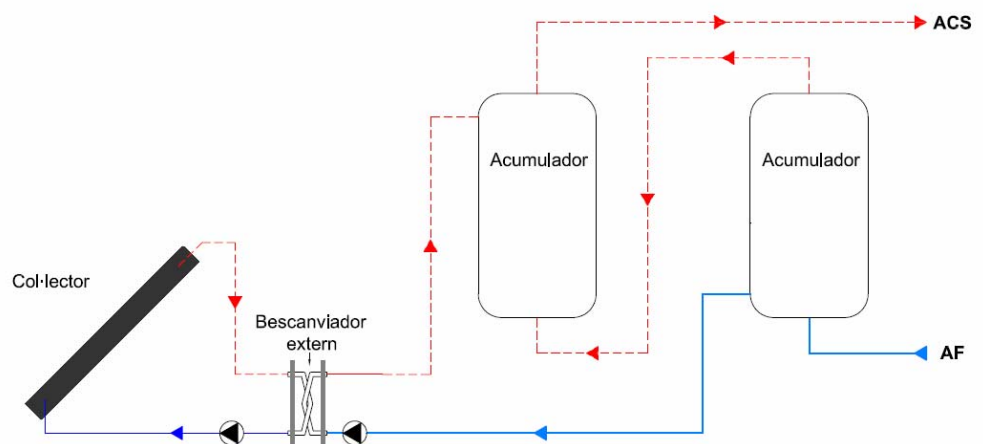 ACS
Acumulador
Acumulador
Col·lector
Bescanviador
extern
AF